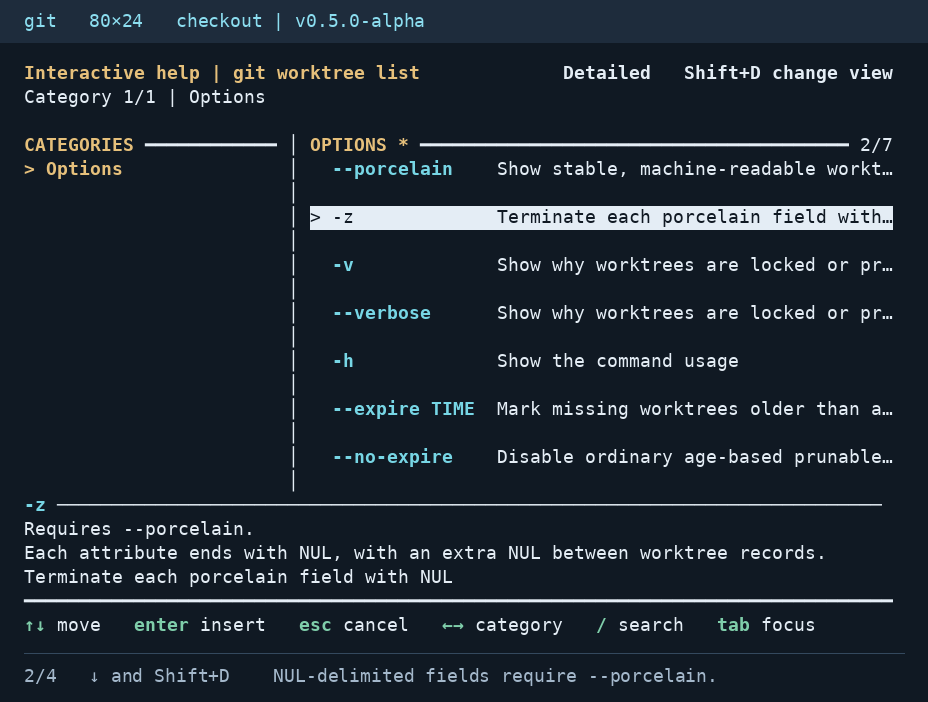 git   80×24   checkout | v0.5.0-alpha
Interactive help | git worktree list   Detailed   Shift+D change view
Category 1/1 | Options
CATEGORIES   OPTIONS *   2/7
> Options   --porcelain   Show stable, machine-readable workt…
> -z   Terminate each porcelain field with…
-v   Show why worktrees are locked or pr…
--verbose   Show why worktrees are locked or pr…
-h   Show the command usage
--expire TIME   Mark missing worktrees older than a…
--no-expire   Disable ordinary age-based prunable…
-z
Requires --porcelain.
Each attribute ends with NUL, with an extra NUL between worktree records.
Terminate each porcelain field with NUL
↑↓ move   enter insert   esc cancel   ←→ category   / search   tab focus
2/4   ↓ and Shift+D   NUL-delimited fields require --porcelain.